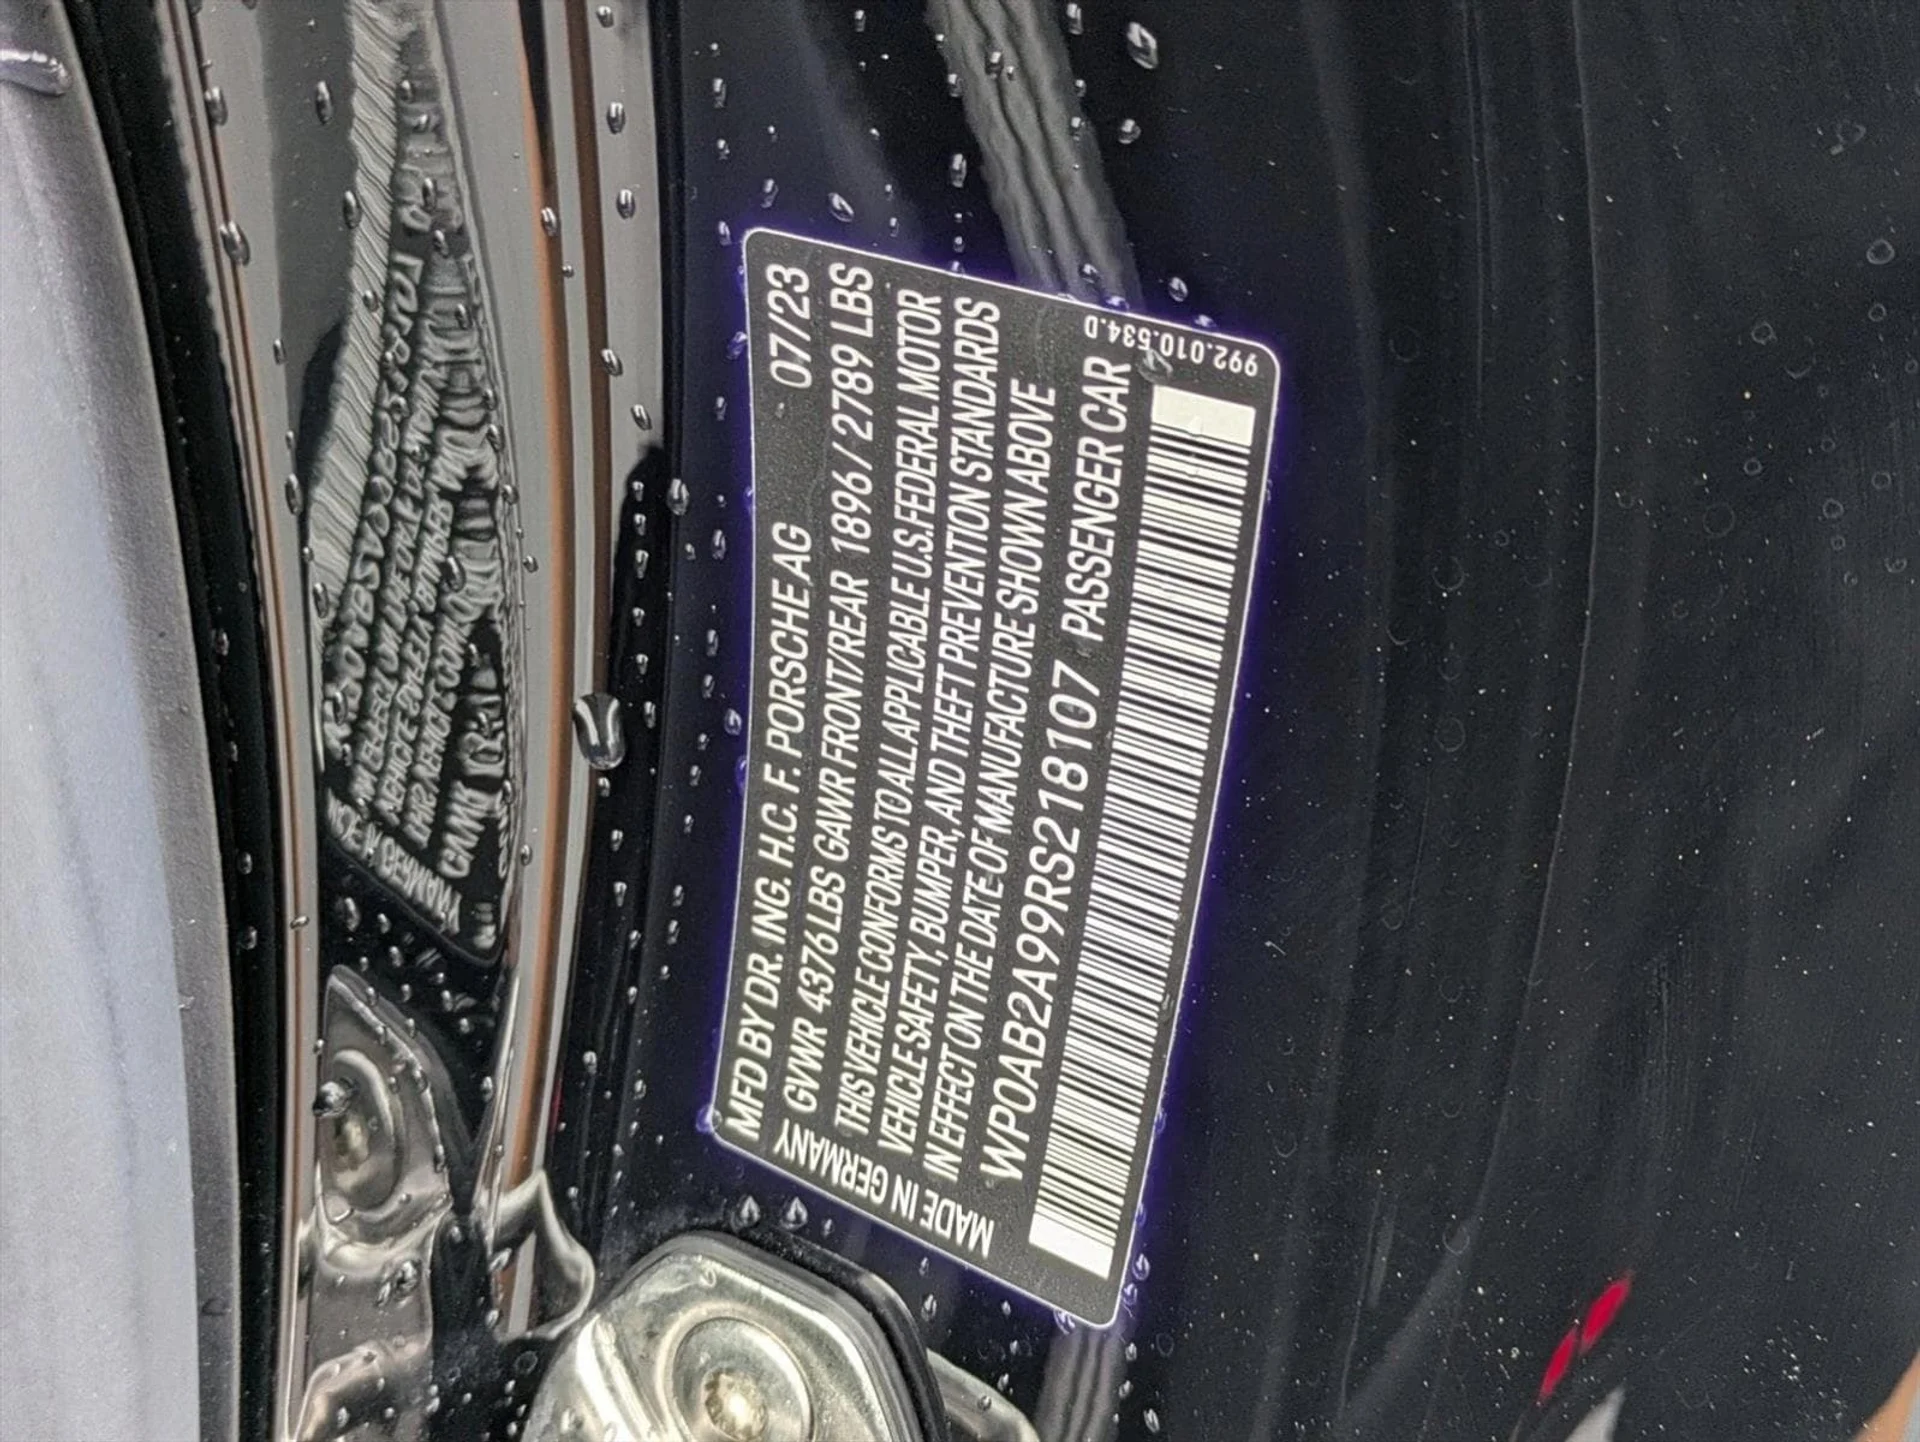 MFD BY DR. ING. H.C. F. PORSCHE AG 07/23
GVWR 4376 LBS GAWR FRONT/REAR 1896/2789 LBS
THIS VEHICLE CONFORMS TO ALL APPLICABLE U.S. FEDERAL MOTOR
VEHICLE SAFETY, BUMPER, AND THEFT PREVENTION STANDARDS
IN EFFECT ON THE DATE OF MANUFACTURE SHOWN ABOVE
WP0AB2A99RS218107 PASSENGER CAR
MADE IN GERMANY
992.010.534.D